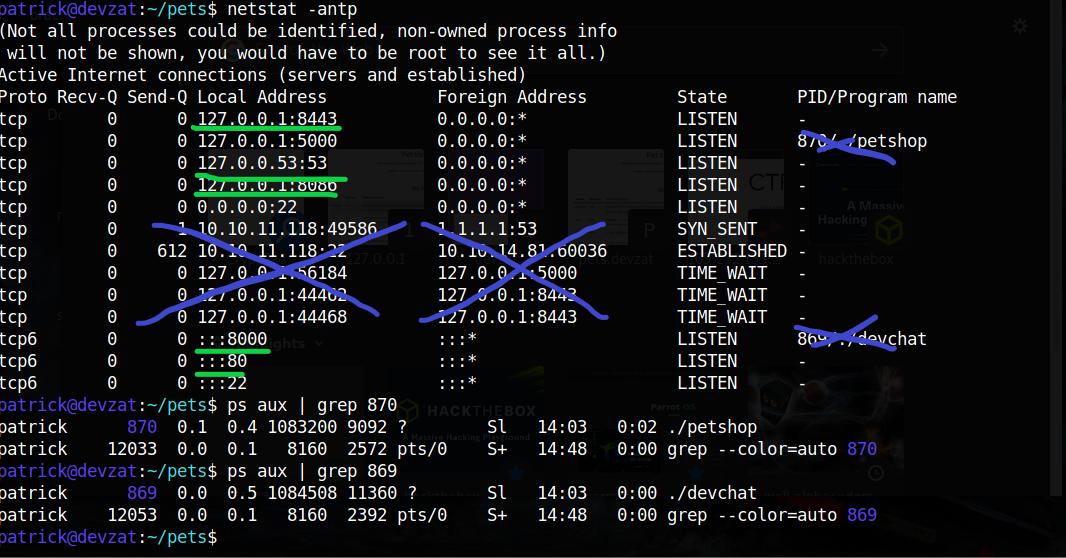 patrick@devzat:~/pets$ netstat -antp
(Not all processes could be identified, non-owned process info
will not be shown, you would have to be root to see it all.)
Active Internet connections (servers and established)
Proto Recv-Q Send-Q Local Address Foreign Address State PID/Program name
tcp 0 0 127.0.0.1:8443 0.0.0.0:* LISTEN -
tcp 0 0 127.0.0.1:5000 0.0.0.0:* LISTEN 870/./petshop
tcp 0 0 127.0.0.53:53 0.0.0.0:* LISTEN -
tcp 0 0 127.0.0.1:8086 0.0.0.0:* LISTEN -
tcp 0 0 0.0.0.0:22 0.0.0.0:* LISTEN -
tcp 0 1 10.10.11.118:49586 1.1.1.1:53 SYN_SENT -
tcp 0 612 10.10.11.118:22 10.10.14.81:60036 ESTABLISHED -
tcp 0 0 127.0.0.1:56184 127.0.0.1:5000 TIME_WAIT -
tcp 0 0 127.0.0.1:44462 127.0.0.1:8443 TIME_WAIT -
tcp 0 0 127.0.0.1:44468 127.0.0.1:8443 TIME_WAIT -
tcp6 0 0 :::8000 :::* LISTEN 869/./devchat
tcp6 0 0 :::80 :::* LISTEN -
tcp6 0 0 :::22 :::* LISTEN -
patrick@devzat:~/pets$ ps aux | grep 870
patrick 870 0.1 0.4 1083200 9092 ? Sl 14:03 0:02 ./petshop
patrick 12033 0.0 0.1 8160 2572 pts/0 S+ 14:48 0:00 grep --color=auto 870
patrick@devzat:~/pets$ ps aux | grep 869
patrick 869 0.0 0.5 1084508 11360 ? Sl 14:03 0:00 ./devchat
patrick 12053 0.0 0.1 8160 2392 pts/0 S+ 14:48 0:00 grep --color=auto 869
patrick@devzat:~/pets$
CTF
A Massive
Hacking
hackthebox
127.0.0.1
HACKTHEBOX
A Massive Hacking Playground
Parrot OS